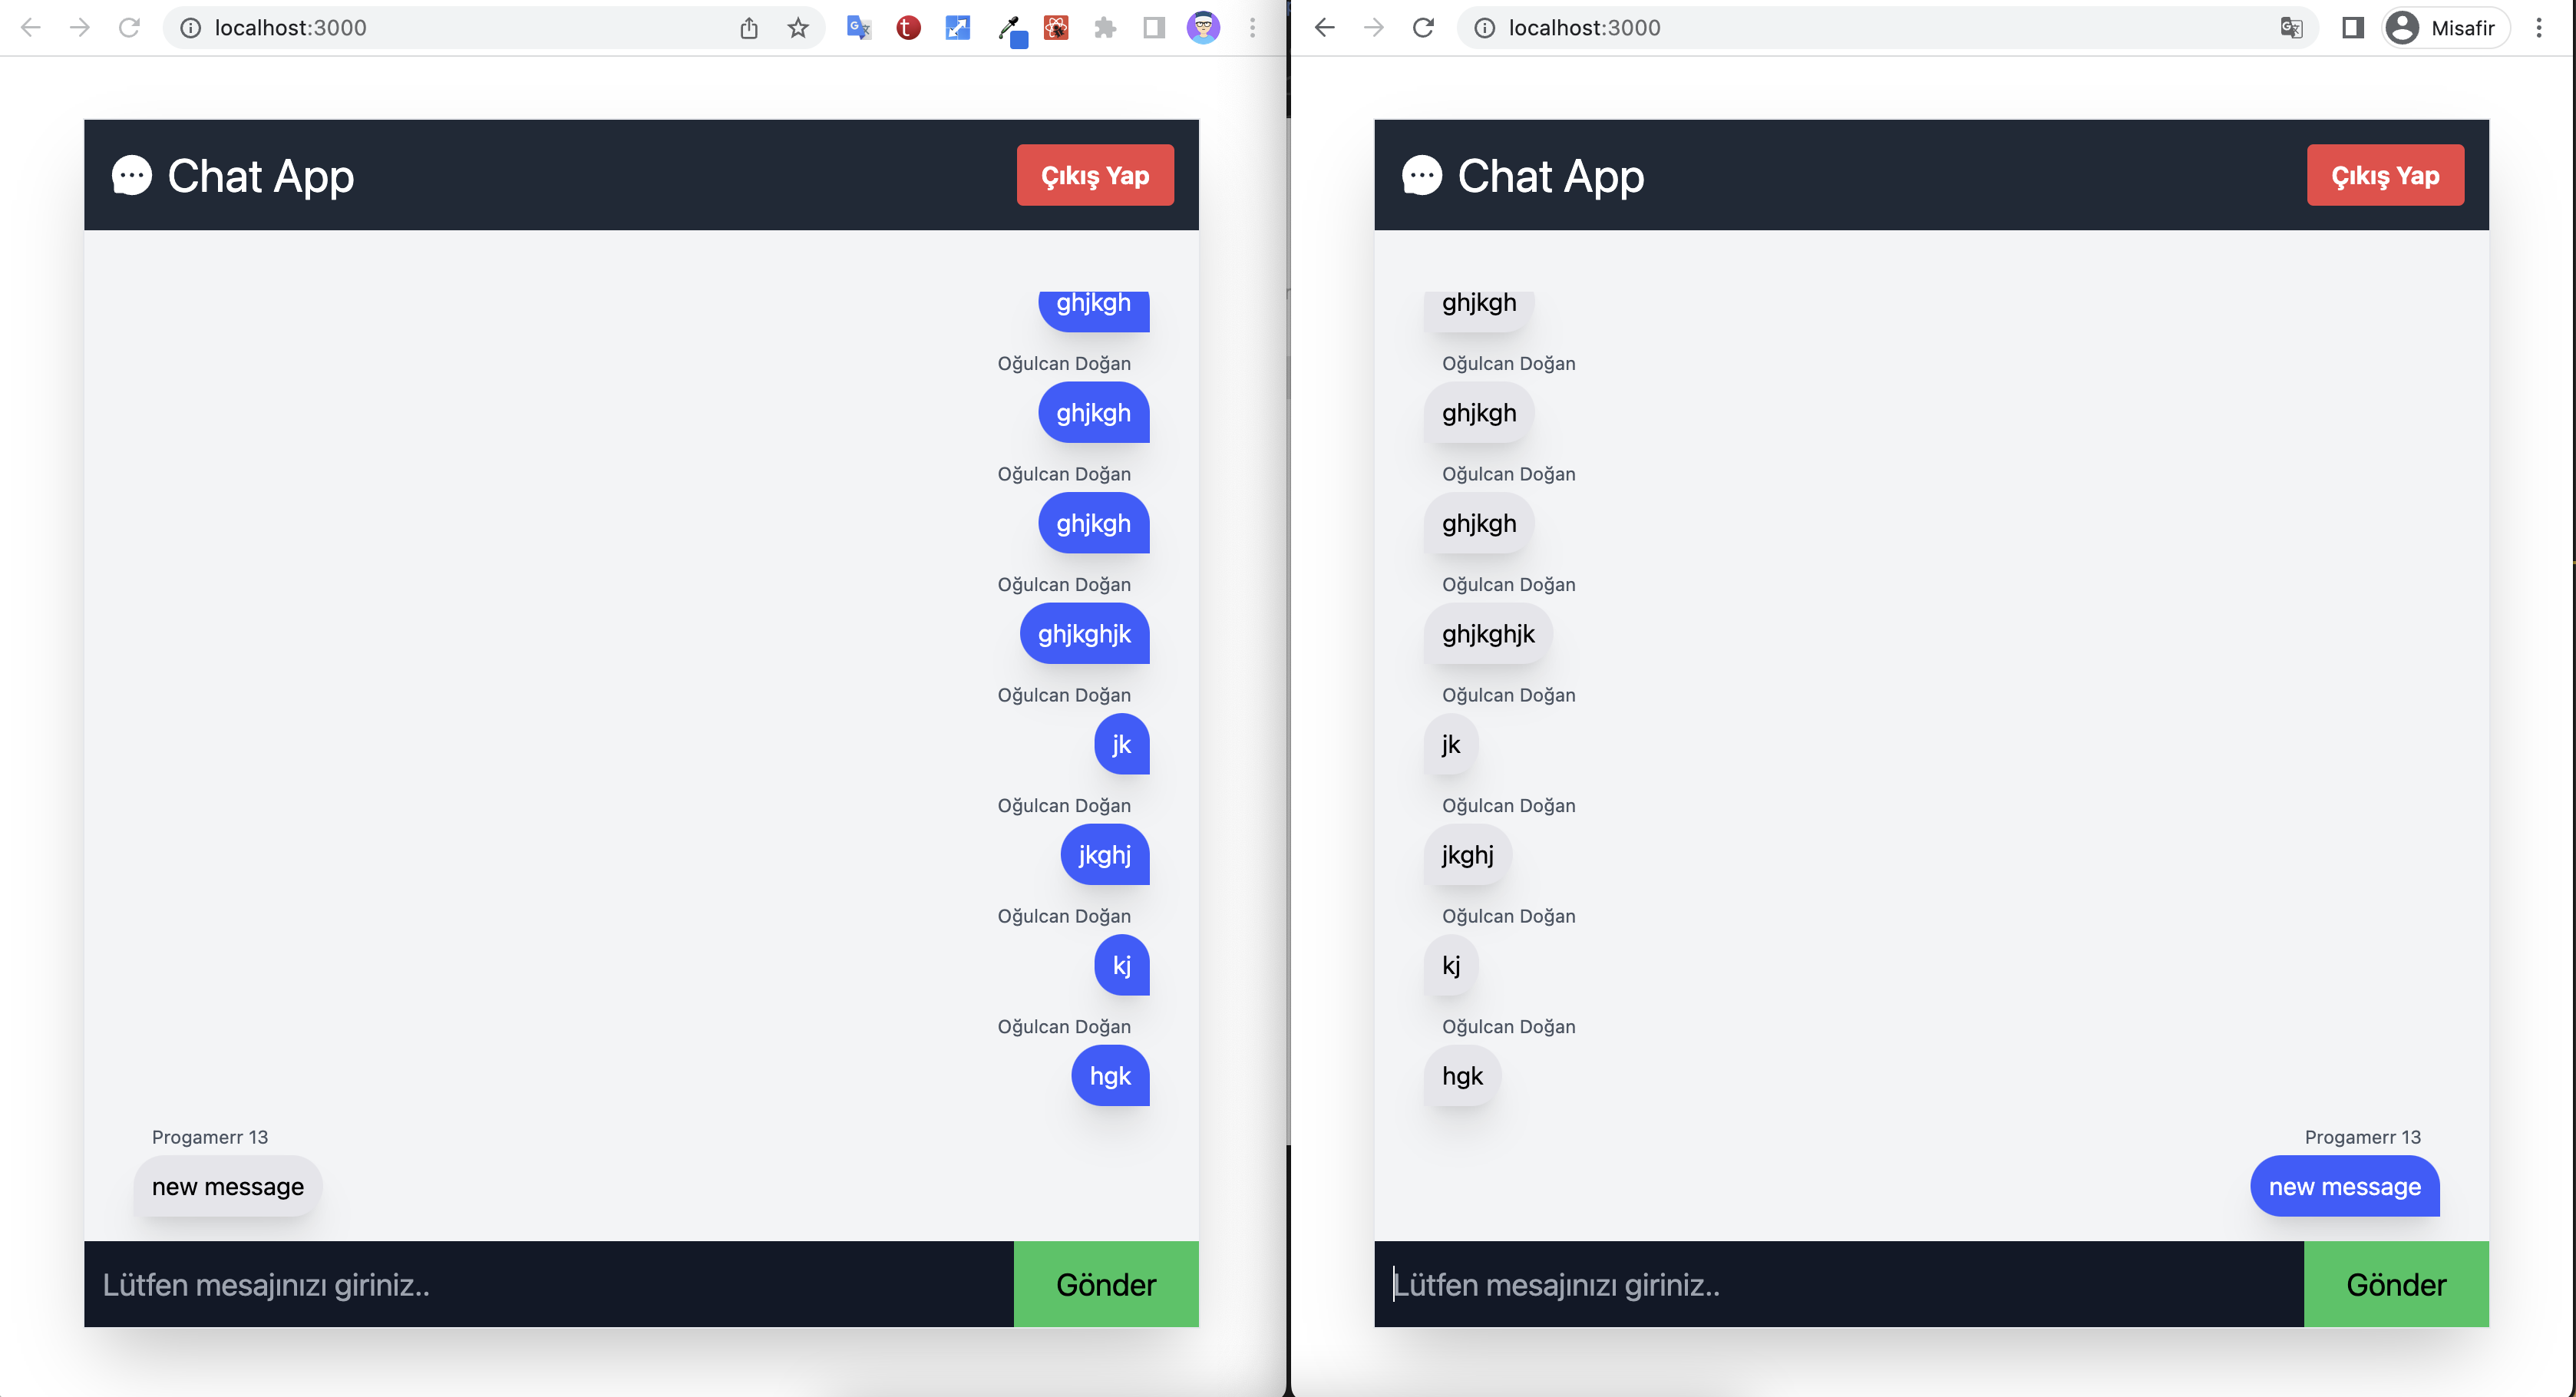 localhost:3000
Chat App
Çıkış Yap
ghjkgh
Oğulcan Doğan
ghjkgh
Oğulcan Doğan
ghjkgh
Oğulcan Doğan
ghjkghjk
Oğulcan Doğan
jk
Oğulcan Doğan
jkghj
Oğulcan Doğan
kj
Oğulcan Doğan
hgk
Progamerr 13
new message
Lütfen mesajınızı giriniz..
Gönder
localhost:3000
Misafir
Chat App
Çıkış Yap
ghjkgh
Oğulcan Doğan
ghjkgh
Oğulcan Doğan
ghjkgh
Oğulcan Doğan
ghjkghjk
Oğulcan Doğan
jk
Oğulcan Doğan
jkghj
Oğulcan Doğan
kj
Oğulcan Doğan
hgk
Progamerr 13
new message
Lütfen mesajınızı giriniz..
Gönder